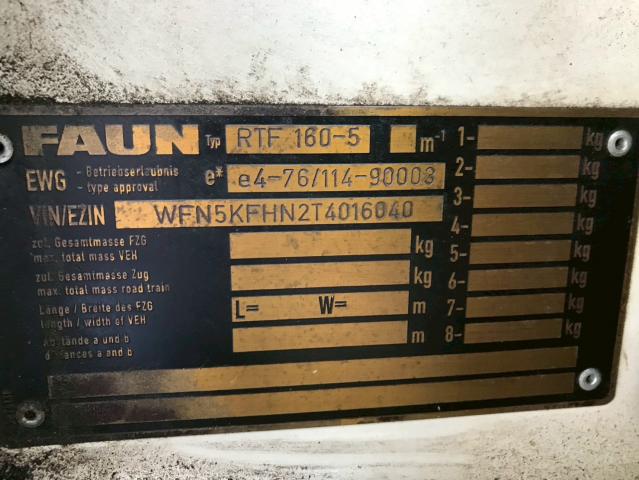 FAUN Typ RTF 160-5 m⁻¹ 1- kg
EWG - Betriebserlaubnis - type approval e* e4-76/114-90003 2-
VIN/EZIN WFN5KFHN2T4016040 3- kg
zul. Gesamtmasse FZG
max. total mass VEH kg 4- kg
zul. Gesamtmasse Zug 5- kg
max. total mass road train kg 6- kg
Länge / Breite des FZG
length / width of VEH L= W= m 7- kg
Abstände a und b
distances a and b m 8- kg